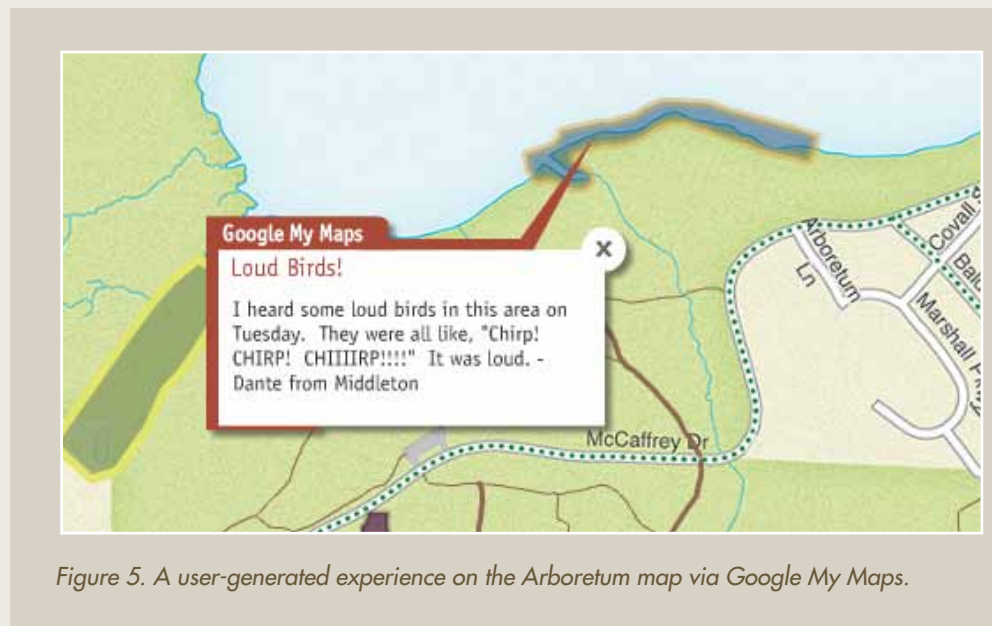 Google My Maps
Loud Birds!
I heard some loud birds in this area on
Tuesday. They were all like, "Chirp!
CHIRP! CHIIIIRP!!!!" It was loud. -
Dante from Middleton
x
Arboretum
Ln
Covall
Marshall
McCaffrey Dr
Figure 5. A user-generated experience on the Arboretum map via Google My Maps.